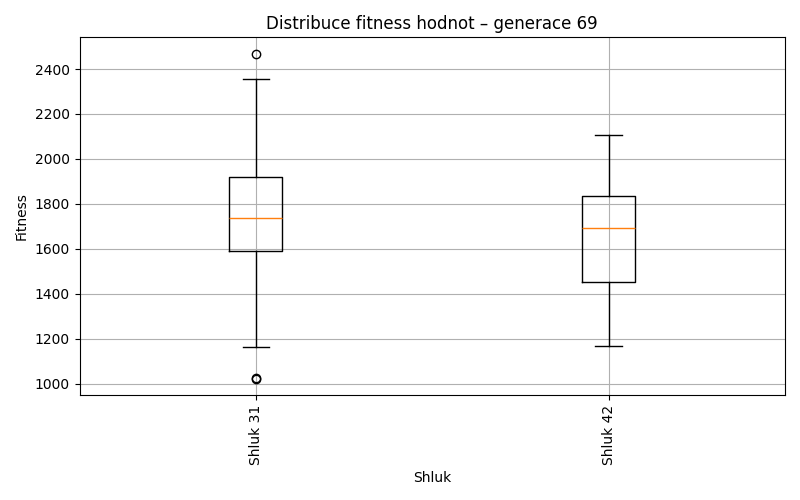 Distribuce fitness hodnot – generace 69
2400
2200
2000
1800
1600
1400
1200
1000
Fitness
Shluk 31
Shluk 42
Shluk